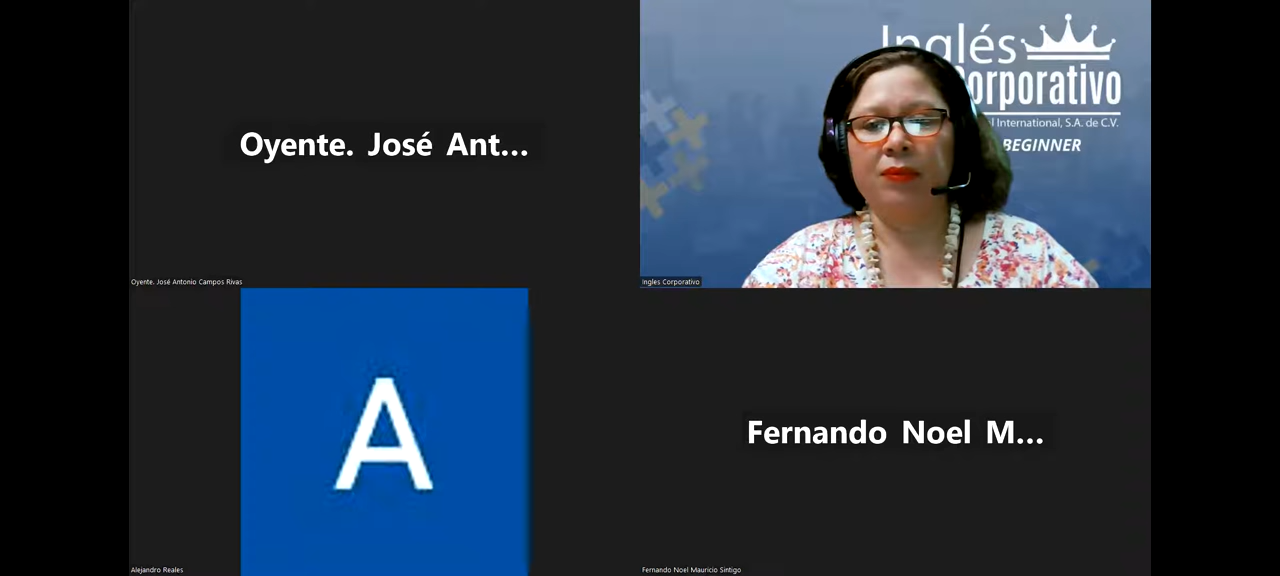 Oyente. José Ant...
Oyente. José Antonio Campos Rivas
Inglés
orporativo
l International, S.A. de C.V.
BEGINNER
Ingles Corporativo
A
Alejandro Reales
Fernando Noel M...
Fernando Noel Mauricio Sintigo